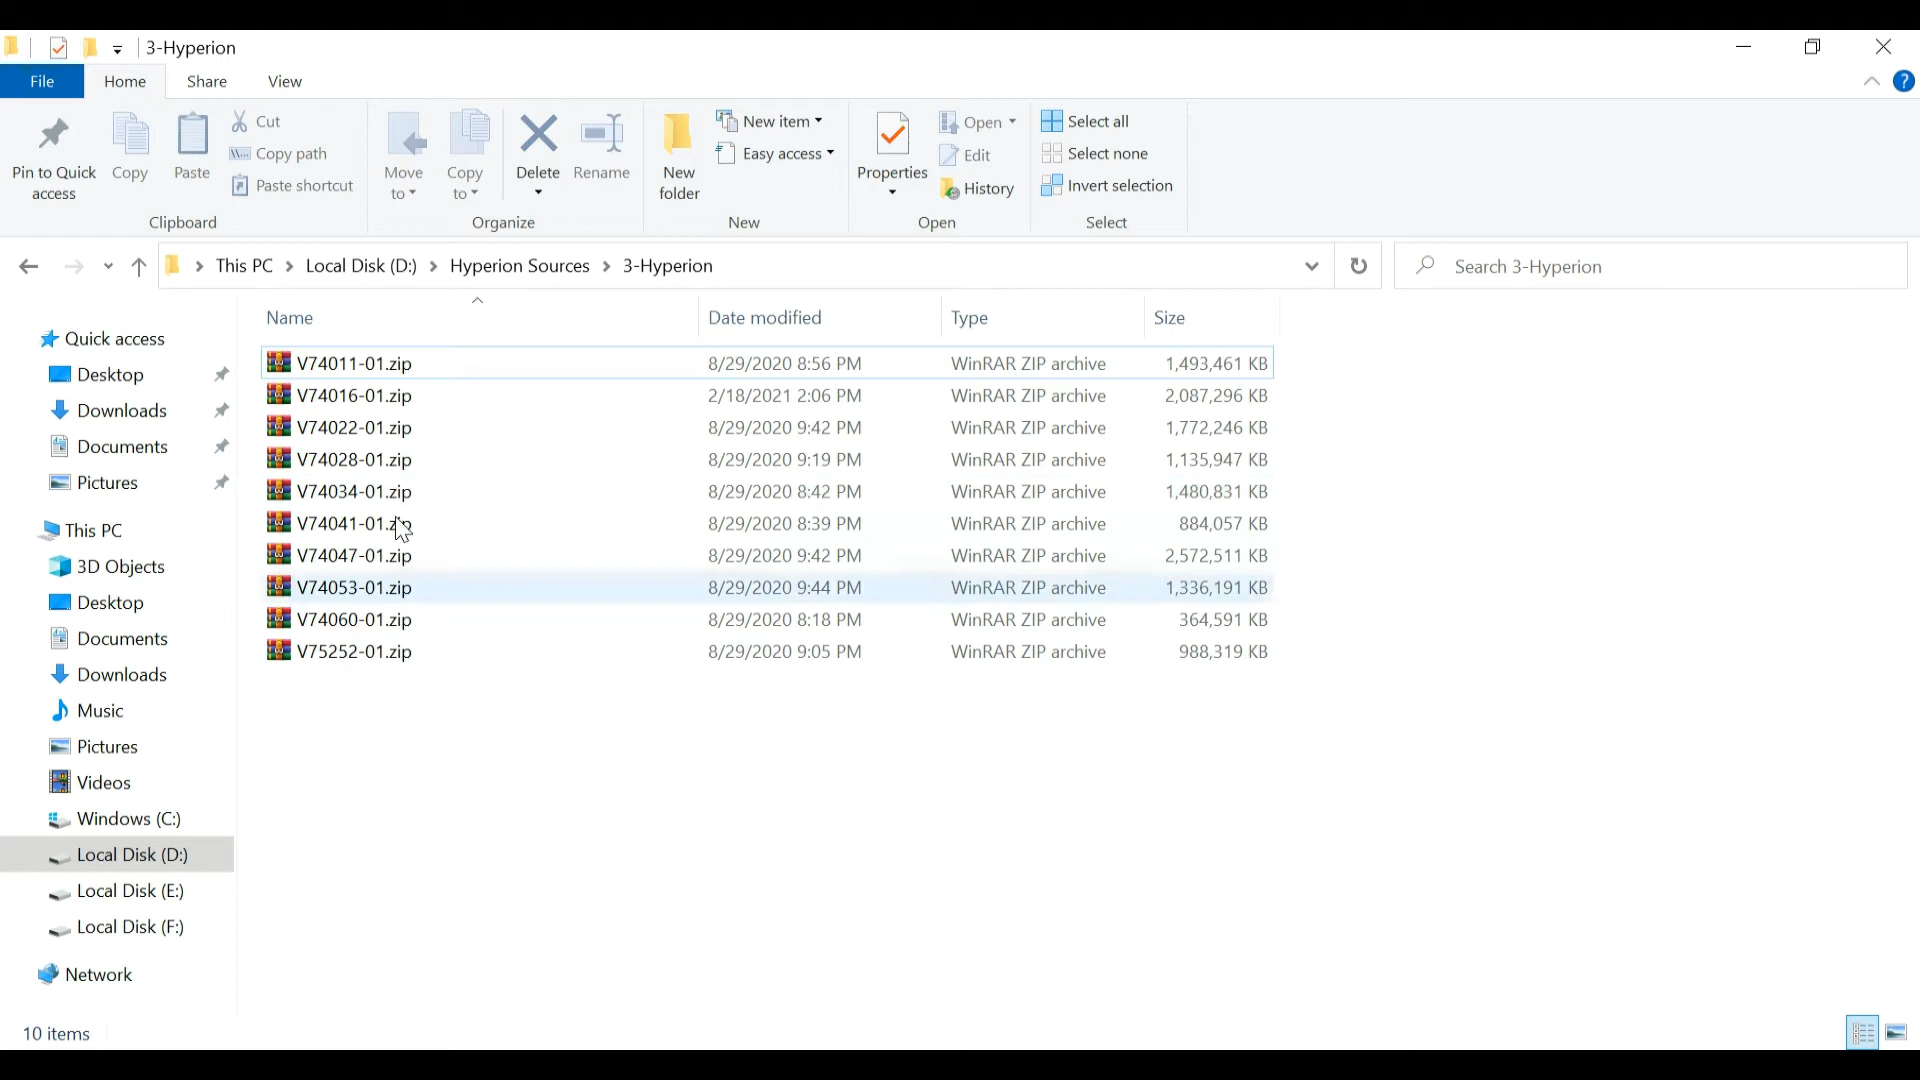 3-Hyperion
File Home Share View
Pin to Quick access
Copy
Paste
Cut
Copy path
Paste shortcut
Clipboard
Move to
Copy to
Delete
Rename
Organize
New folder
New item
Easy access
New
Properties
Open
Edit
History
Open
Select all
Select none
Invert selection
Select
This PC > Local Disk (D:) > Hyperion Sources > 3-Hyperion
Search 3-Hyperion
Quick access
Desktop
Downloads
Documents
Pictures
This PC
3D Objects
Desktop
Documents
Downloads
Music
Pictures
Videos
Windows (C:)
Local Disk (D:)
Local Disk (E:)
Local Disk (F:)
Network
Name Date modified Type Size
V74011-01.zip 8/29/2020 8:56 PM WinRAR ZIP archive 1,493,461 KB
V74016-01.zip 2/18/2021 2:06 PM WinRAR ZIP archive 2,087,296 KB
V74022-01.zip 8/29/2020 9:42 PM WinRAR ZIP archive 1,772,246 KB
V74028-01.zip 8/29/2020 9:19 PM WinRAR ZIP archive 1,135,947 KB
V74034-01.zip 8/29/2020 8:42 PM WinRAR ZIP archive 1,480,831 KB
V74041-01.zip 8/29/2020 8:39 PM WinRAR ZIP archive 884,057 KB
V74047-01.zip 8/29/2020 9:42 PM WinRAR ZIP archive 2,572,511 KB
V74053-01.zip 8/29/2020 9:44 PM WinRAR ZIP archive 1,336,191 KB
V74060-01.zip 8/29/2020 8:18 PM WinRAR ZIP archive 364,591 KB
V75252-01.zip 8/29/2020 9:05 PM WinRAR ZIP archive 988,319 KB
10 items